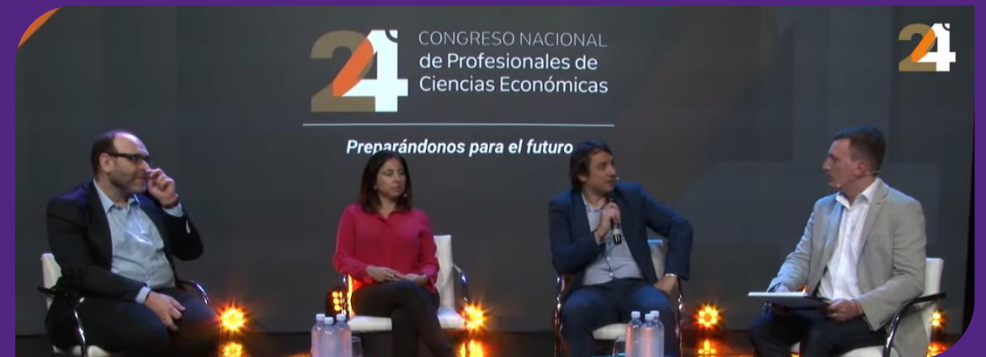 24°
CONGRESO NACIONAL
de Profesionales de
Ciencias Económicas
Preparándonos para el futuro
24°